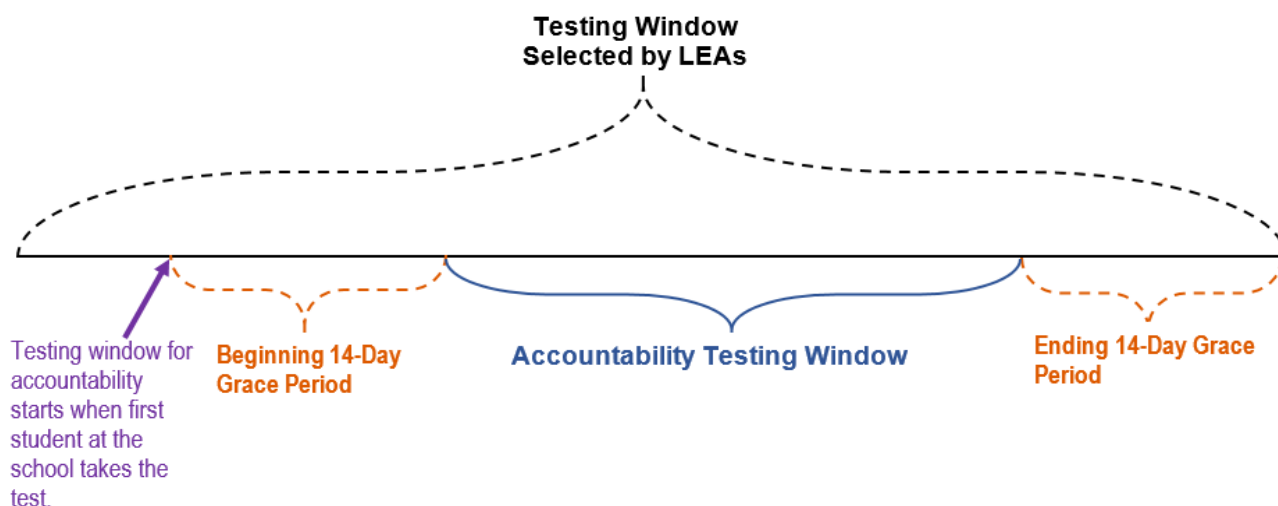 Testing Window
Selected by LEAs
Testing window for
accountability
starts when first
student at the
school takes the
test.
Beginning 14-Day
Grace Period
Accountability Testing Window
Ending 14-Day Grace
Period